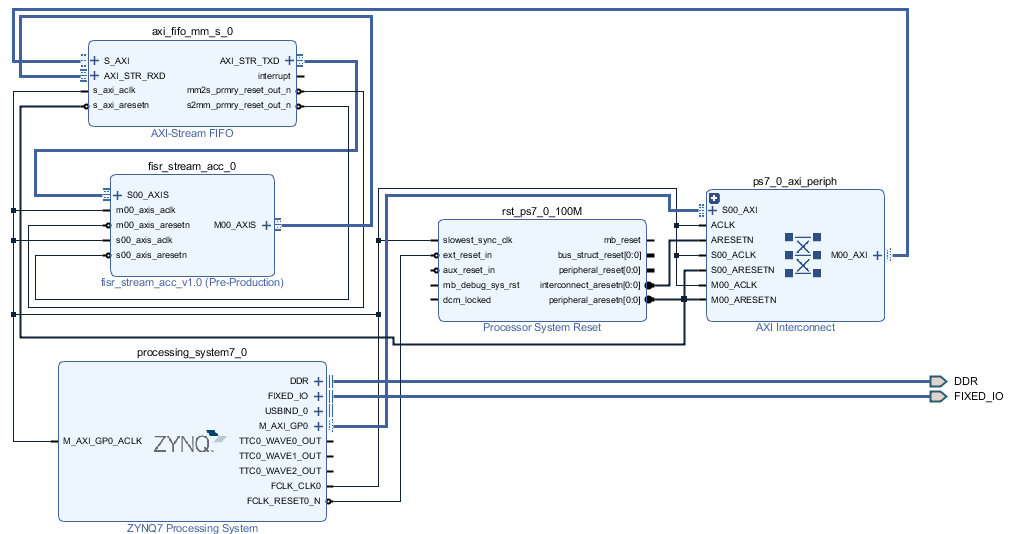 axi_fifo_mm_s_0
S_AXI
AXI_STR_RXD
s_axi_aclk
s_axi_aresetn
AXI_STR_TXD
interrupt
mm2s_prmry_reset_out_n
s2mm_prmry_reset_out_n
AXI-Stream FIFO
fisr_stream_acc_0
S00_AXIS
m00_axis_aclk
m00_axis_aresetn
s00_axis_aclk
s00_axis_aresetn
M00_AXIS
fisr_stream_acc_v1.0 (Pre-Production)
rst_ps7_0_100M
slowest_sync_clk
ext_reset_in
aux_reset_in
mb_debug_sys_rst
dcm_locked
mb_reset
bus_struct_reset[0:0]
peripheral_reset[0:0]
interconnect_aresetn[0:0]
peripheral_aresetn[0:0]
Processor System Reset
ps7_0_axi_periph
S00_AXI
ACLK
ARESETN
S00_ACLK
S00_ARESETN
M00_ACLK
M00_ARESETN
M00_AXI
AXI Interconnect
processing_system7_0
M_AXI_GP0_ACLK
ZYNQ
DDR
FIXED_IO
USBIND_0
M_AXI_GP0
TTC0_WAVE0_OUT
TTC0_WAVE1_OUT
TTC0_WAVE2_OUT
FCLK_CLK0
FCLK_RESET0_N
ZYNQ7 Processing System
DDR
FIXED_IO